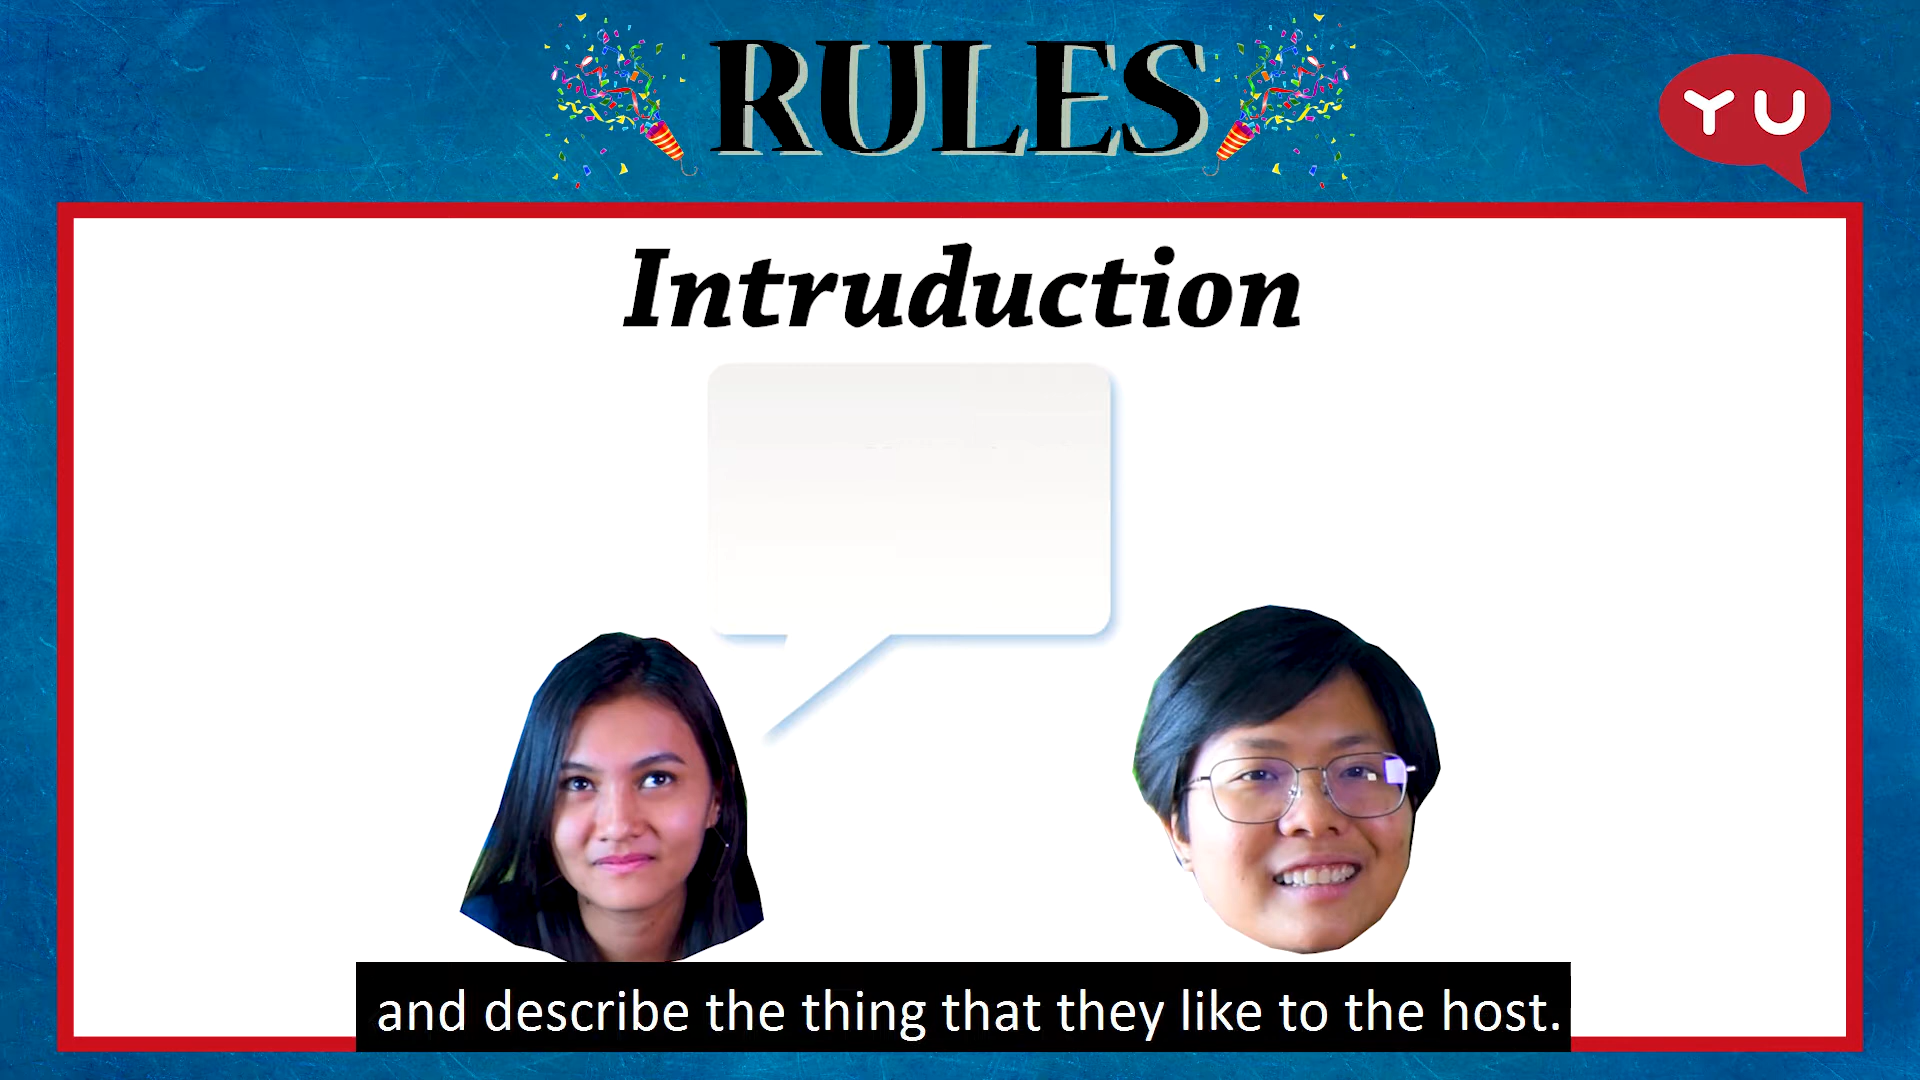 RULES
YU
Intruduction
and describe the thing that they like to the host.